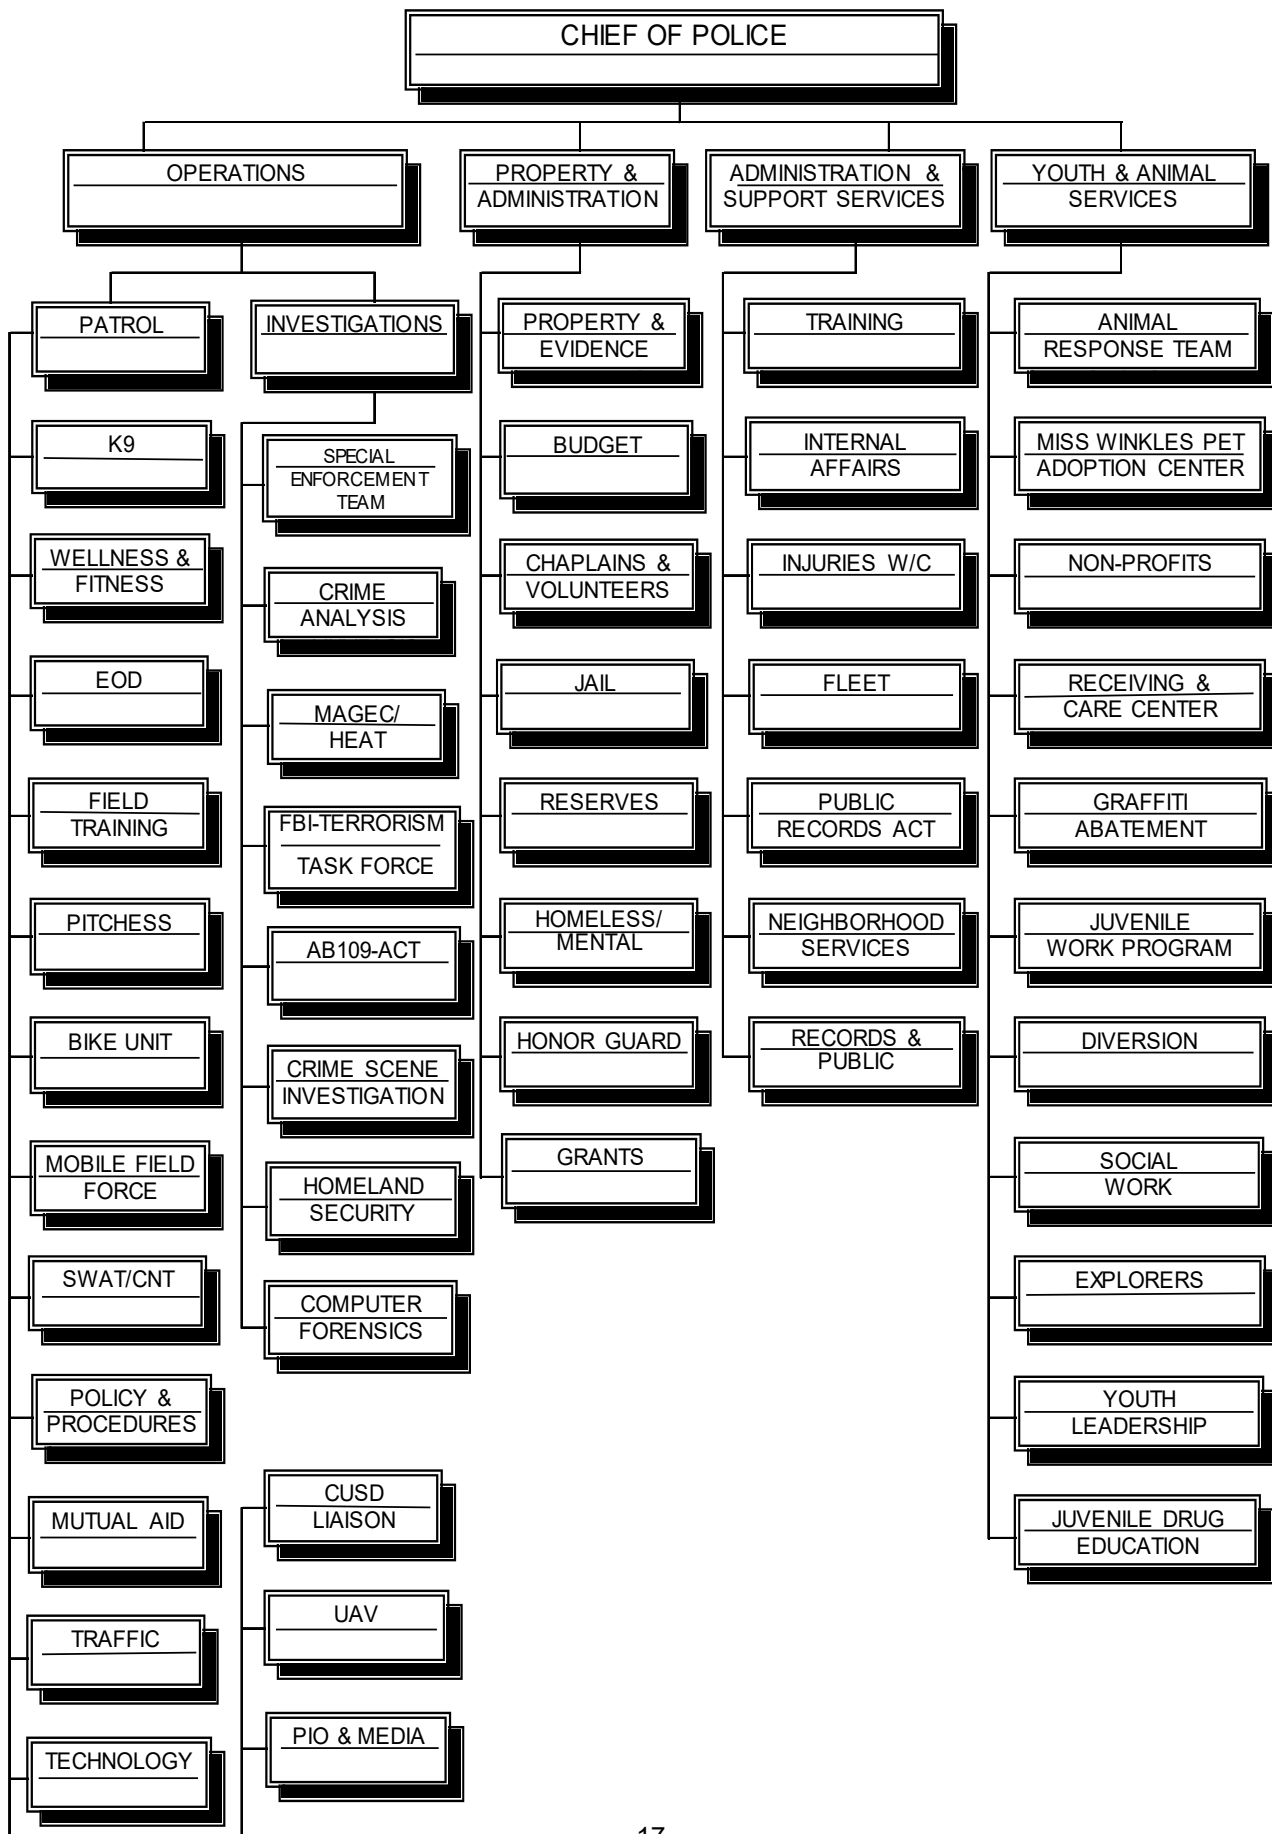 CHIEF OF POLICE
OPERATIONS
PROPERTY &
ADMINISTRATION
ADMINISTRATION &
SUPPORT SERVICES
YOUTH & ANIMAL
SERVICES
PATROL
K9
WELLNESS &
FITNESS
EOD
FIELD
TRAINING
PITCHESS
BIKE UNIT
MOBILE FIELD
FORCE
SWAT/CNT
POLICY &
PROCEDURES
MUTUAL AID
TRAFFIC
TECHNOLOGY
INVESTIGATIONS
SPECIAL
ENFORCEMENT
TEAM
CRIME
ANALYSIS
MAGEC/
HEAT
FBI-TERRORISM
TASK FORCE
AB109-ACT
CRIME SCENE
INVESTIGATION
HOMELAND
SECURITY
COMPUTER
FORENSICS
CUSD
LIAISON
UAV
PIO & MEDIA
PROPERTY &
EVIDENCE
BUDGET
CHAPLAINS &
VOLUNTEERS
JAIL
RESERVES
HOMELESS/
MENTAL
HONOR GUARD
GRANTS
TRAINING
INTERNAL
AFFAIRS
INJURIES W/C
FLEET
PUBLIC
RECORDS ACT
NEIGHBORHOOD
SERVICES
RECORDS &
PUBLIC
ANIMAL
RESPONSE TEAM
MISS WINKLES PET
ADOPTION CENTER
NON-PROFITS
RECEIVING &
CARE CENTER
GRAFFITI
ABATEMENT
JUVENILE
WORK PROGRAM
DIVERSION
SOCIAL
WORK
EXPLORERS
YOUTH
LEADERSHIP
JUVENILE DRUG
EDUCATION
17